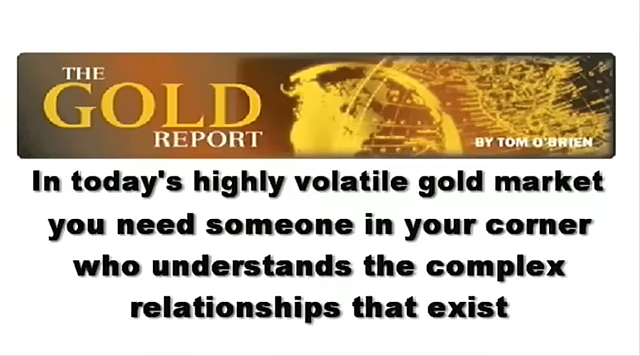 THE
GOLD
REPORT
BY TOM O'BRIEN
In today's highly volatile gold market
you need someone in your corner
who understands the complex
relationships that exist